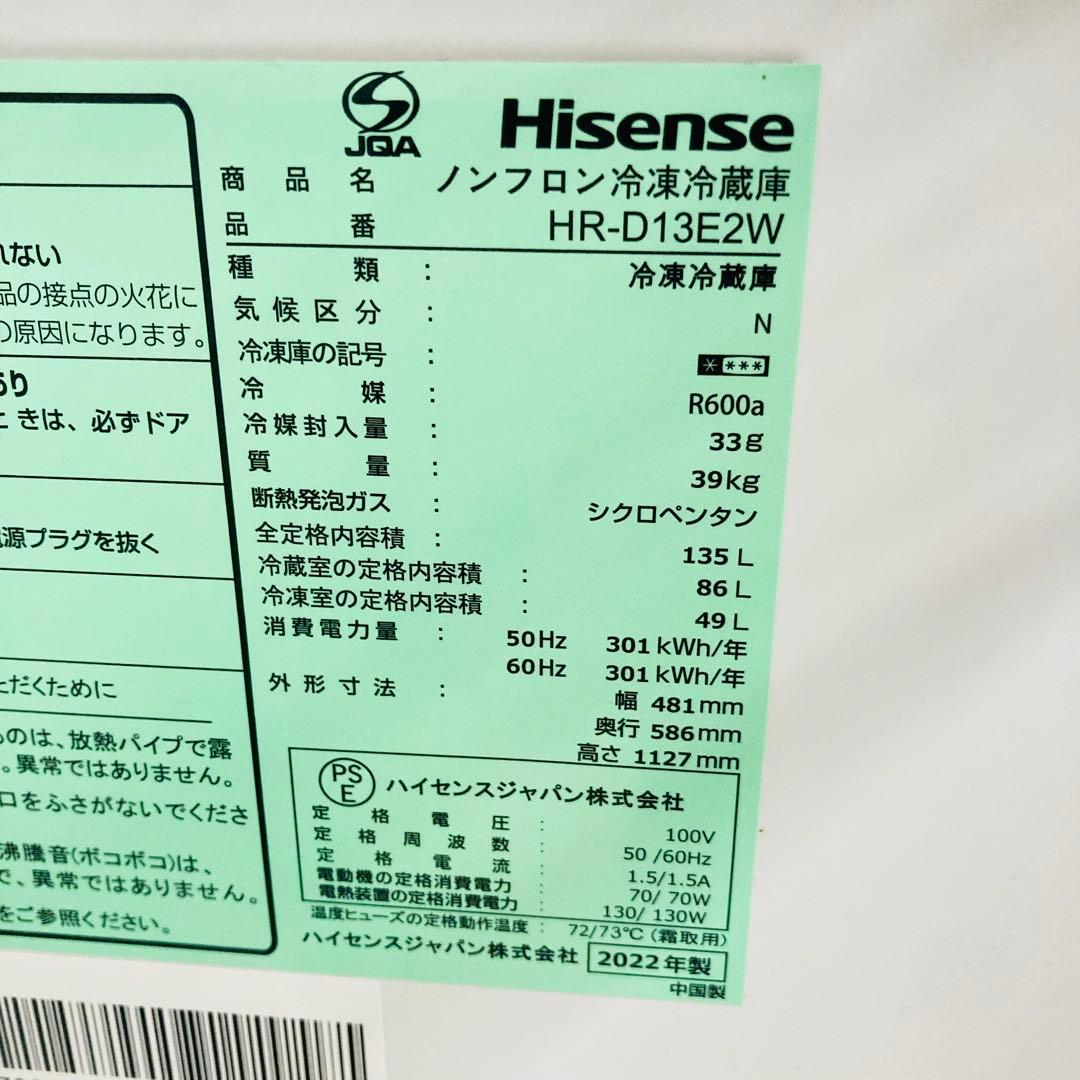 れない
品の接点の火花に
の原因になります。
きは、必ずドア
電源プラグを抜く
ただくために
ものは、放熱パイプで露
。異常ではありません。
口をふさがないでくださ
沸騰音(ボコボコ)は、
で、異常ではありません。
をご参照ください。
JQA
Hisense
商品名 ノンフロン冷凍冷蔵庫
品番 HR-D13E2W
種類 : 冷凍冷蔵庫
気候区分 : N
冷凍庫の記号 : * ***
冷媒 : R600a
冷媒封入量 : 33g
質量 : 39kg
断熱発泡ガス : シクロペンタン
全定格内容積 : 135 L
冷蔵室の定格内容積 : 86 L
冷凍室の定格内容積 : 49 L
消費電力量 : 50Hz 301 kWh/年
60Hz 301 kWh/年
外形寸法 : 幅 481mm
奥行 586mm
高さ 1127mm
PS
E
ハイセンスジャパン株式会社
定格電圧 : 100V
定格周波数 : 50 /60Hz
定格電流 : 1.5/1.5A
電動機の定格消費電力 : 70/ 70W
電熱装置の定格消費電力 : 130/ 130W
温度ヒューズの定格動作温度 : 72/73℃(霜取用)
ハイセンスジャパン株式会社 2022年製
中国製